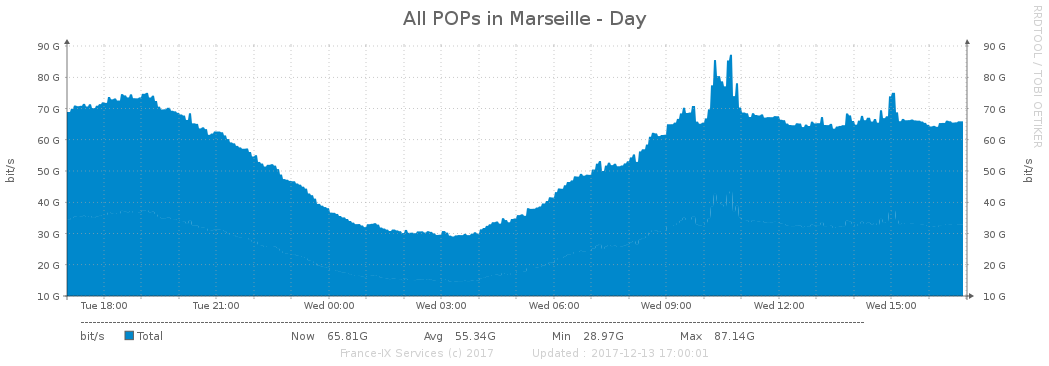 All POPs in Marseille - Day
RRDTOOL / TOBI OETIKER
90 G 90 G
80 G 80 G
70 G 70 G
60 G 60 G
50 G 50 G
40 G 40 G
30 G 30 G
20 G 20 G
10 G 10 G
bit/s
bit/s
Tue 18:00 Tue 21:00 Wed 00:00 Wed 03:00 Wed 06:00 Wed 09:00 Wed 12:00 Wed 15:00
bit/s Total Now 65.81G Avg 55.34G Min 28.97G Max 87.14G
France-IX Services (c) 2017 Updated : 2017-12-13 17:00:01